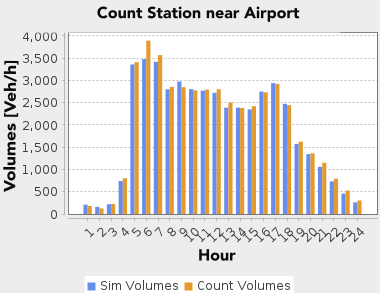 Count Station near Airport
Volumes [Veh/h]
4,000
3,500
3,000
2,500
2,000
1,500
1,000
500
0
1 2 3 4 5 6 7 8 9 10 11 12 13 14 15 16 17 18 19 20 21 22 23 24
Hour
Sim Volumes Count Volumes